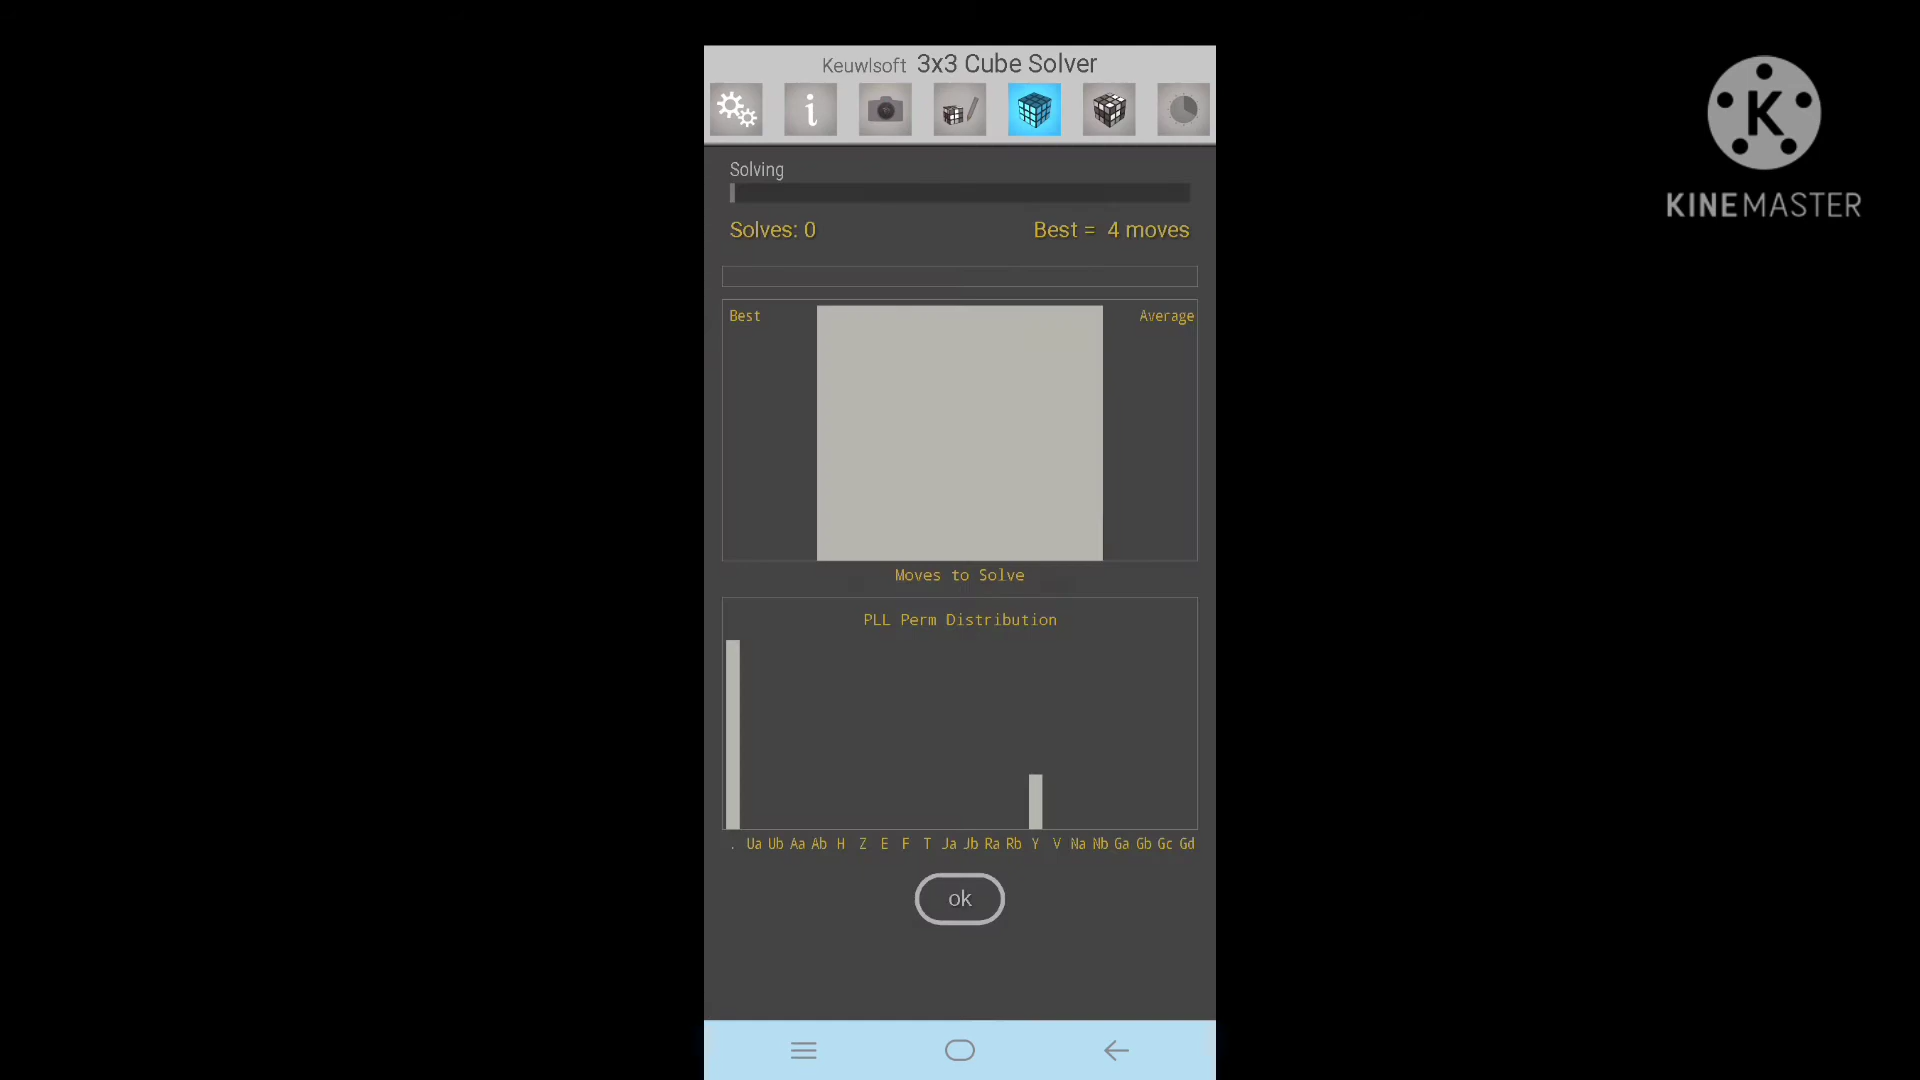 Keuwlsoft 3x3 Cube Solver
i
Solving
Solves: 0 Best = 4 moves
Best Average
Moves to Solve
PLL Perm Distribution
. Ua Ub Aa Ab H Z E F T Ja Jb Ra Rb Y V Na Nb Ga Gb Gc Gd
ok
K
KINEMASTER